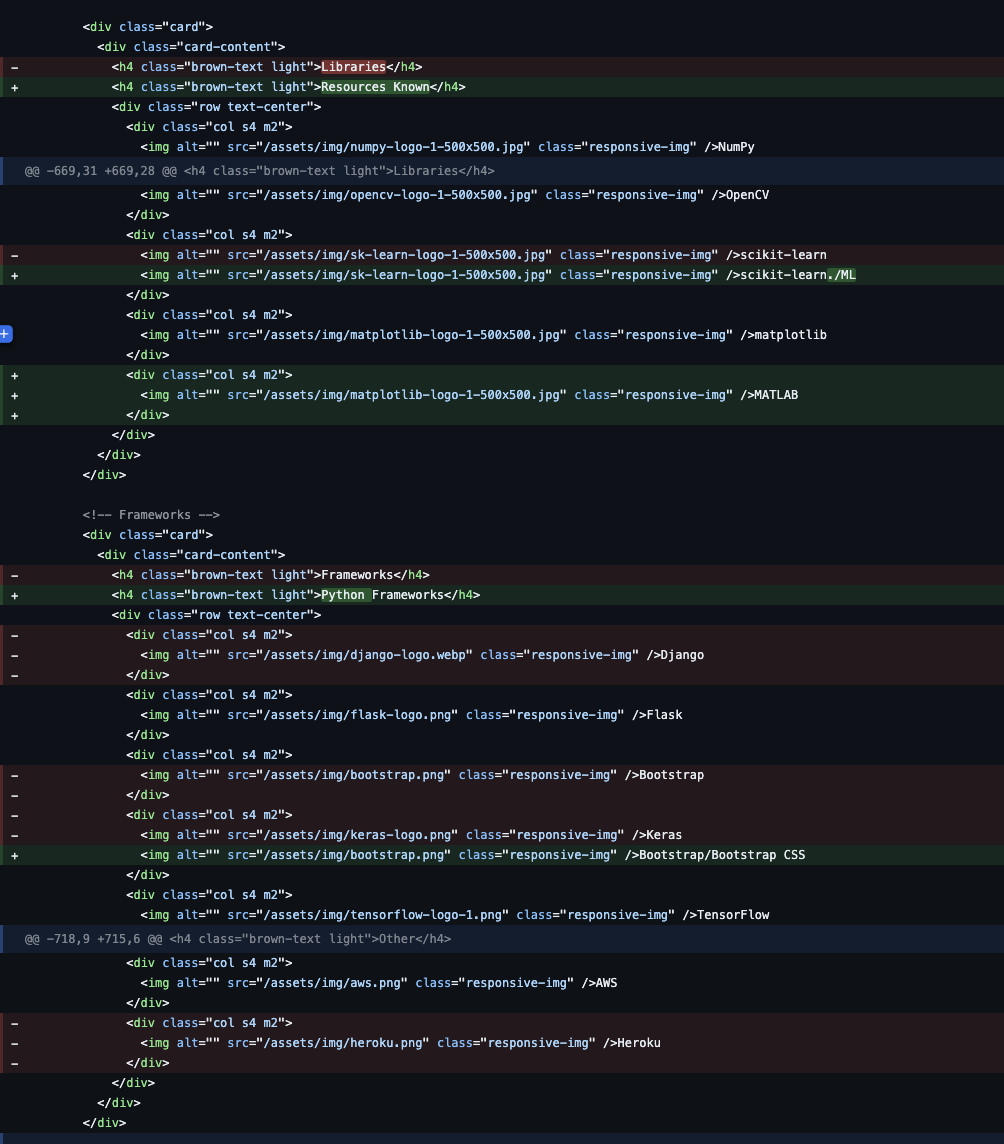 <div class="card">
<div class="card-content">
- <h4 class="brown-text light">Libraries</h4>
+ <h4 class="brown-text light">Resources Known</h4>
<div class="row text-center">
<div class="col s4 m2">
<img alt="" src="/assets/img/numpy-logo-1-500x500.jpg" class="responsive-img" />NumPy
@@ -669,31 +669,28 @@ <h4 class="brown-text light">Libraries</h4>
<img alt="" src="/assets/img/opencv-logo-1-500x500.jpg" class="responsive-img" />OpenCV
</div>
<div class="col s4 m2">
- <img alt="" src="/assets/img/sk-learn-logo-1-500x500.jpg" class="responsive-img" />scikit-learn
+ <img alt="" src="/assets/img/sk-learn-logo-1-500x500.jpg" class="responsive-img" />scikit-learn./ML
</div>
<div class="col s4 m2">
+ <img alt="" src="/assets/img/matplotlib-logo-1-500x500.jpg" class="responsive-img" />matplotlib
</div>
+ <div class="col s4 m2">
+ <img alt="" src="/assets/img/matplotlib-logo-1-500x500.jpg" class="responsive-img" />MATLAB
+ </div>
</div>
</div>
</div>
<!-- Frameworks -->
<div class="card">
<div class="card-content">
- <h4 class="brown-text light">Frameworks</h4>
+ <h4 class="brown-text light">Python Frameworks</h4>
<div class="row text-center">
- <div class="col s4 m2">
- <img alt="" src="/assets/img/django-logo.webp" class="responsive-img" />Django
- </div>
<div class="col s4 m2">
<img alt="" src="/assets/img/flask-logo.png" class="responsive-img" />Flask
</div>
<div class="col s4 m2">
- <img alt="" src="/assets/img/bootstrap.png" class="responsive-img" />Bootstrap
- </div>
- <div class="col s4 m2">
- <img alt="" src="/assets/img/keras-logo.png" class="responsive-img" />Keras
+ <img alt="" src="/assets/img/bootstrap.png" class="responsive-img" />Bootstrap/Bootstrap CSS
</div>
<div class="col s4 m2">
<img alt="" src="/assets/img/tensorflow-logo-1.png" class="responsive-img" />TensorFlow
@@ -718,9 +715,6 @@ <h4 class="brown-text light">Other</h4>
<div class="col s4 m2">
<img alt="" src="/assets/img/aws.png" class="responsive-img" />AWS
</div>
- <div class="col s4 m2">
- <img alt="" src="/assets/img/heroku.png" class="responsive-img" />Heroku
- </div>
</div>
</div>
</div>